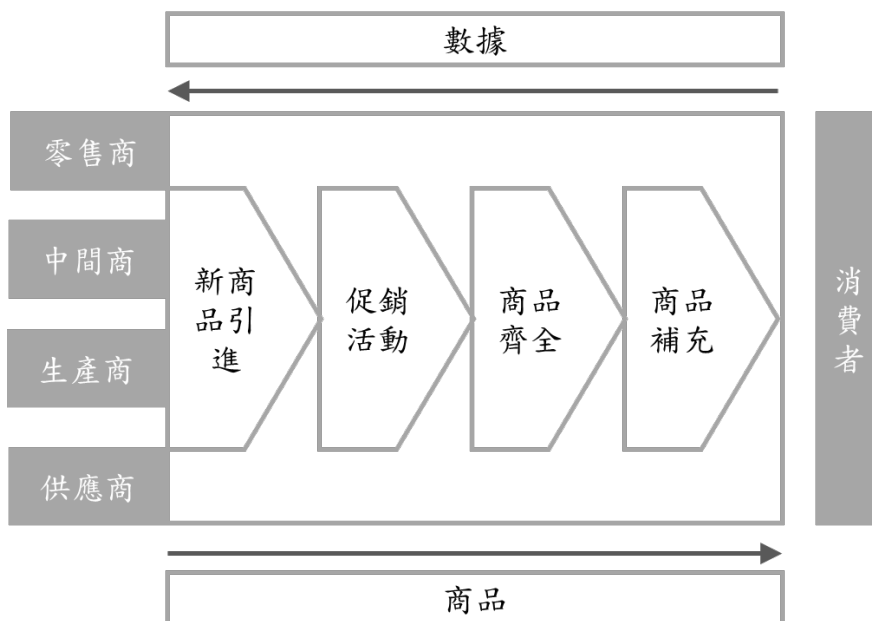 數據
零售商
中間商
生產商
供應商
新商
品引
進
促銷
活動
商品
齊全
商品
補充
消
費
者
商品